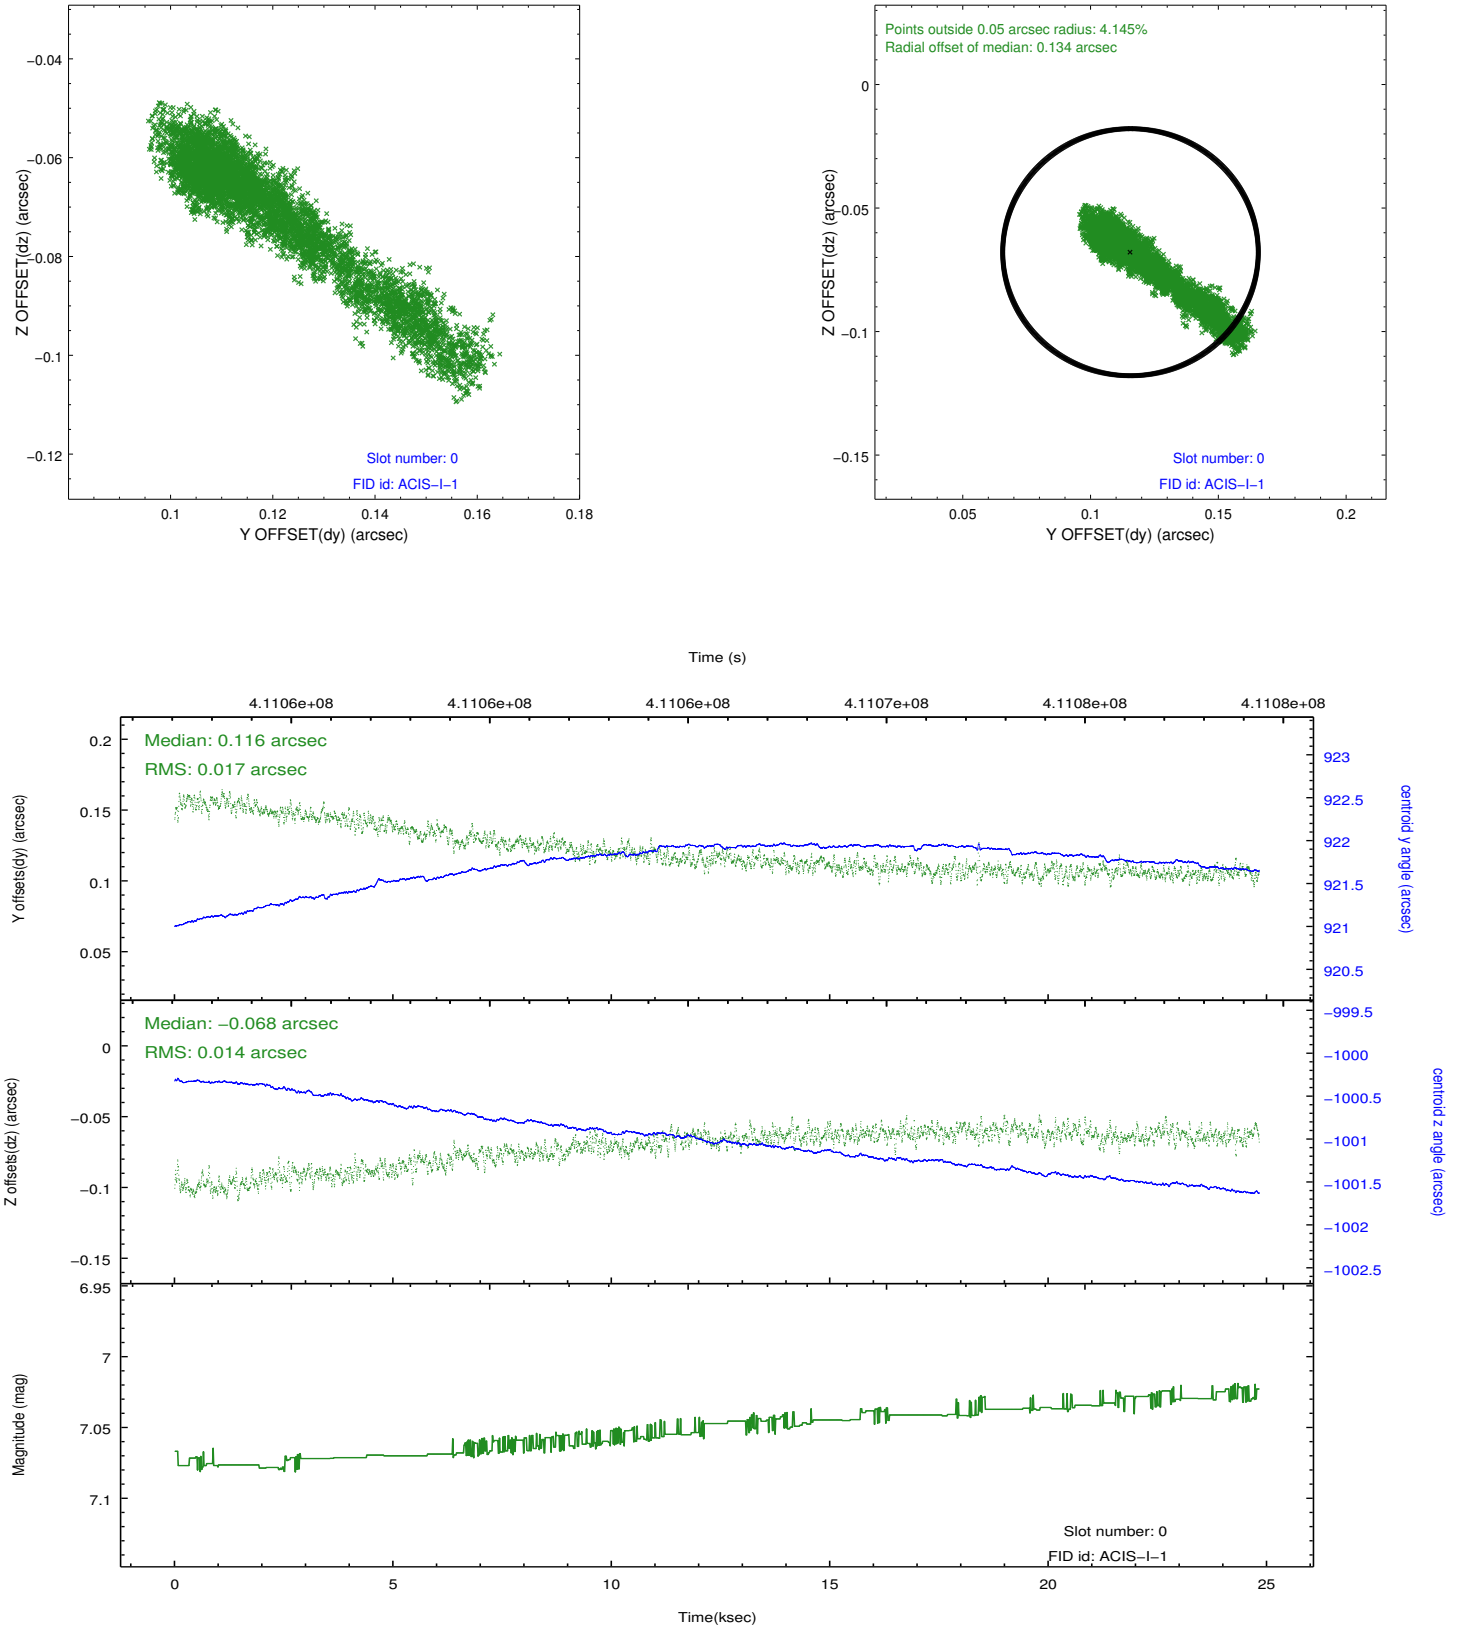 −0.04
−0.06
−0.08
−0.1
−0.12
Z OFFSET(dz) (arcsec)
Slot number: 0
FID id: ACIS−I−1
0.1 0.12 0.14 0.16 0.18
Y OFFSET(dy) (arcsec)
Points outside 0.05 arcsec radius: 4.145%
Radial offset of median: 0.134 arcsec
0
−0.05
−0.1
−0.15
Z OFFSET(dz) (arcsec)
Slot number: 0
FID id: ACIS−I−1
0.05 0.1 0.15 0.2
Y OFFSET(dy) (arcsec)
Time (s)
4.1106e+08 4.1106e+08 4.1106e+08 4.1107e+08 4.1108e+08 4.1108e+08
Median: 0.116 arcsec
RMS: 0.017 arcsec
0.2
0.15
0.1
0.05
Y offsets(dy) (arcsec)
923
922.5
922
921.5
921
920.5
centroid y angle (arcsec)
Median: −0.068 arcsec
RMS: 0.014 arcsec
0
−0.05
−0.1
−0.15
Z offsets(dz) (arcsec)
−999.5
−1000
−1000.5
−1001
−1001.5
−1002
−1002.5
centroid z angle (arcsec)
6.95
7
7.05
7.1
Magnitude (mag)
Slot number: 0
FID id: ACIS−I−1
0 5 10 15 20 25
Time(ksec)